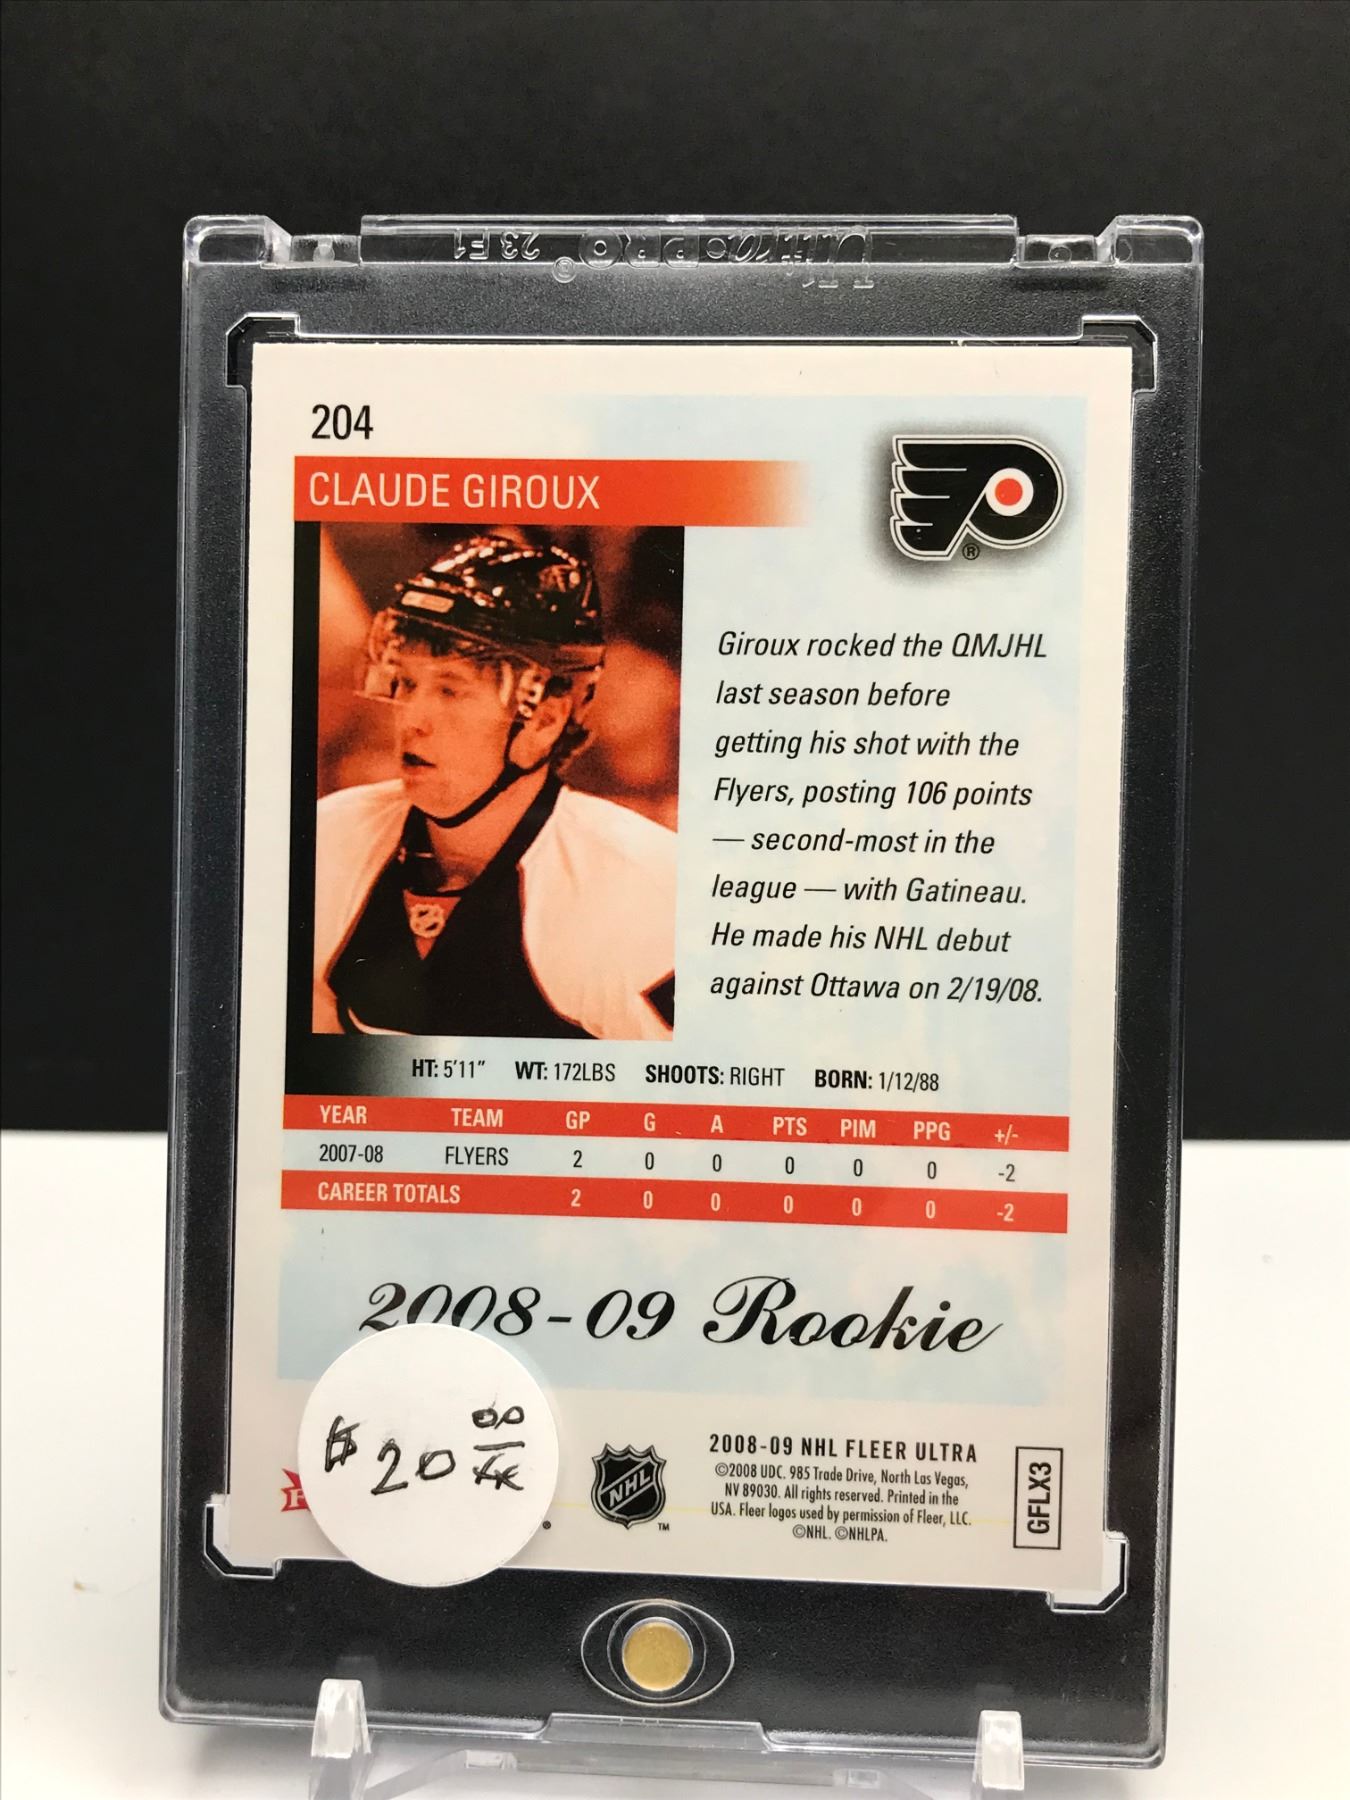 UltraPRO® 23F1
204
CLAUDE GIROUX
®
Giroux rocked the QMJHL
last season before
getting his shot with the
Flyers, posting 106 points
— second-most in the
league — with Gatineau.
He made his NHL debut
against Ottawa on 2/19/08.
HT: 5'11" WT: 172LBS SHOOTS: RIGHT BORN: 1/12/88
YEAR TEAM GP G A PTS PIM PPG +/-
2007-08 FLYERS 2 0 0 0 0 0 -2
CAREER TOTALS 2 0 0 0 0 0 -2
2008-09 Rookie
$ 20 00
F
®
NHL
™
2008-09 NHL FLEER ULTRA
©2008 UDC. 985 Trade Drive, North Las Vegas,
NV 89030. All rights reserved. Printed in the
USA. Fleer logos used by permission of Fleer, LLC.
©NHL. ©NHLPA.
GFLX3